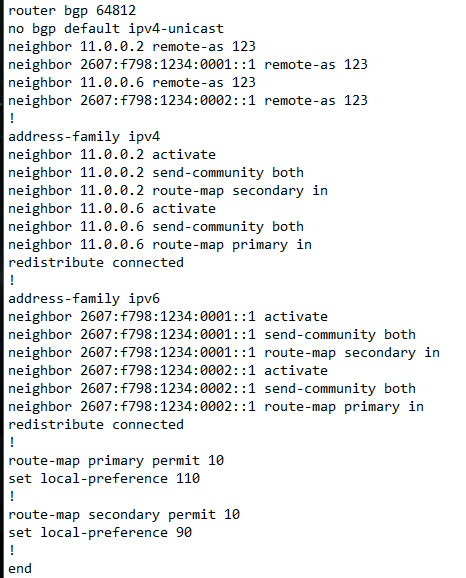 router bgp 64812
no bgp default ipv4-unicast
neighbor 11.0.0.2 remote-as 123
neighbor 2607:f798:1234:0001::1 remote-as 123
neighbor 11.0.0.6 remote-as 123
neighbor 2607:f798:1234:0002::1 remote-as 123
!
address-family ipv4
neighbor 11.0.0.2 activate
neighbor 11.0.0.2 send-community both
neighbor 11.0.0.2 route-map secondary in
neighbor 11.0.0.6 activate
neighbor 11.0.0.6 send-community both
neighbor 11.0.0.6 route-map primary in
redistribute connected
!
address-family ipv6
neighbor 2607:f798:1234:0001::1 activate
neighbor 2607:f798:1234:0001::1 send-community both
neighbor 2607:f798:1234:0001::1 route-map secondary in
neighbor 2607:f798:1234:0002::1 activate
neighbor 2607:f798:1234:0002::1 send-community both
neighbor 2607:f798:1234:0002::1 route-map primary in
redistribute connected
!
route-map primary permit 10
set local-preference 110
!
route-map secondary permit 10
set local-preference 90
!
end